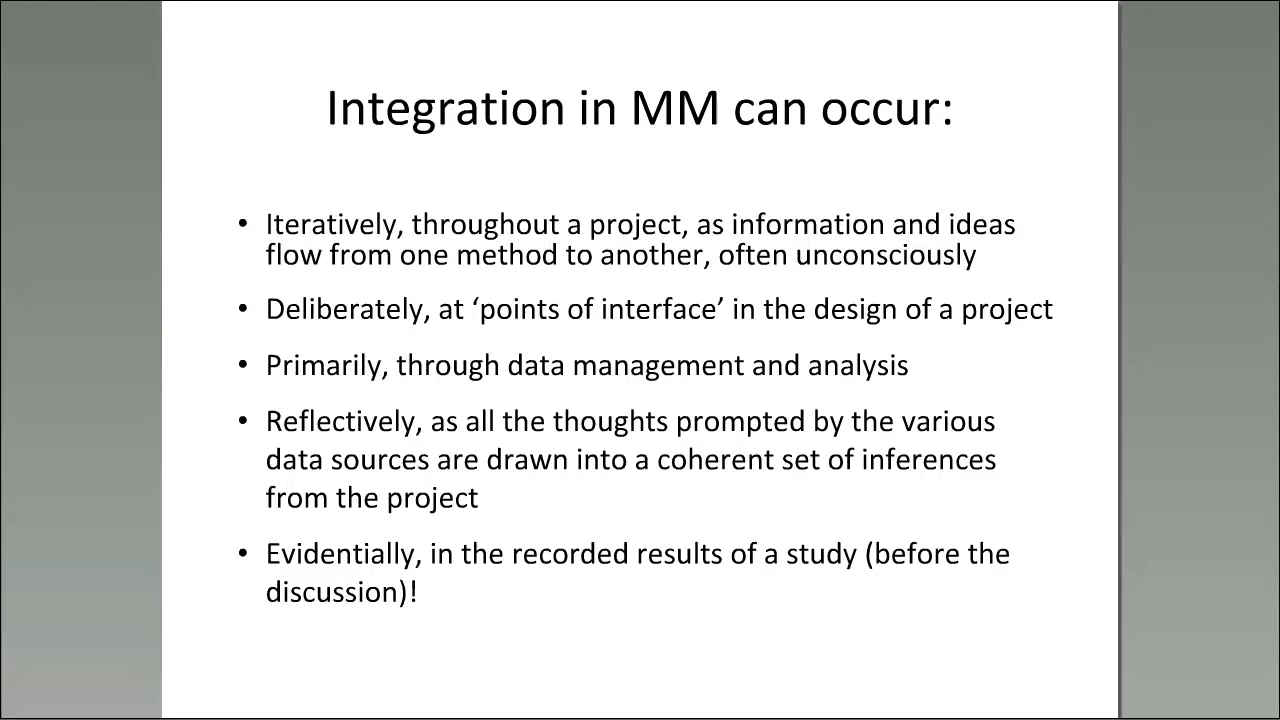 Integration in MM can occur:
• Iteratively, throughout a project, as information and ideas
flow from one method to another, often unconsciously
• Deliberately, at ‘points of interface’ in the design of a project
• Primarily, through data management and analysis
• Reflectively, as all the thoughts prompted by the various
data sources are drawn into a coherent set of inferences
from the project
• Evidentially, in the recorded results of a study (before the
discussion)!